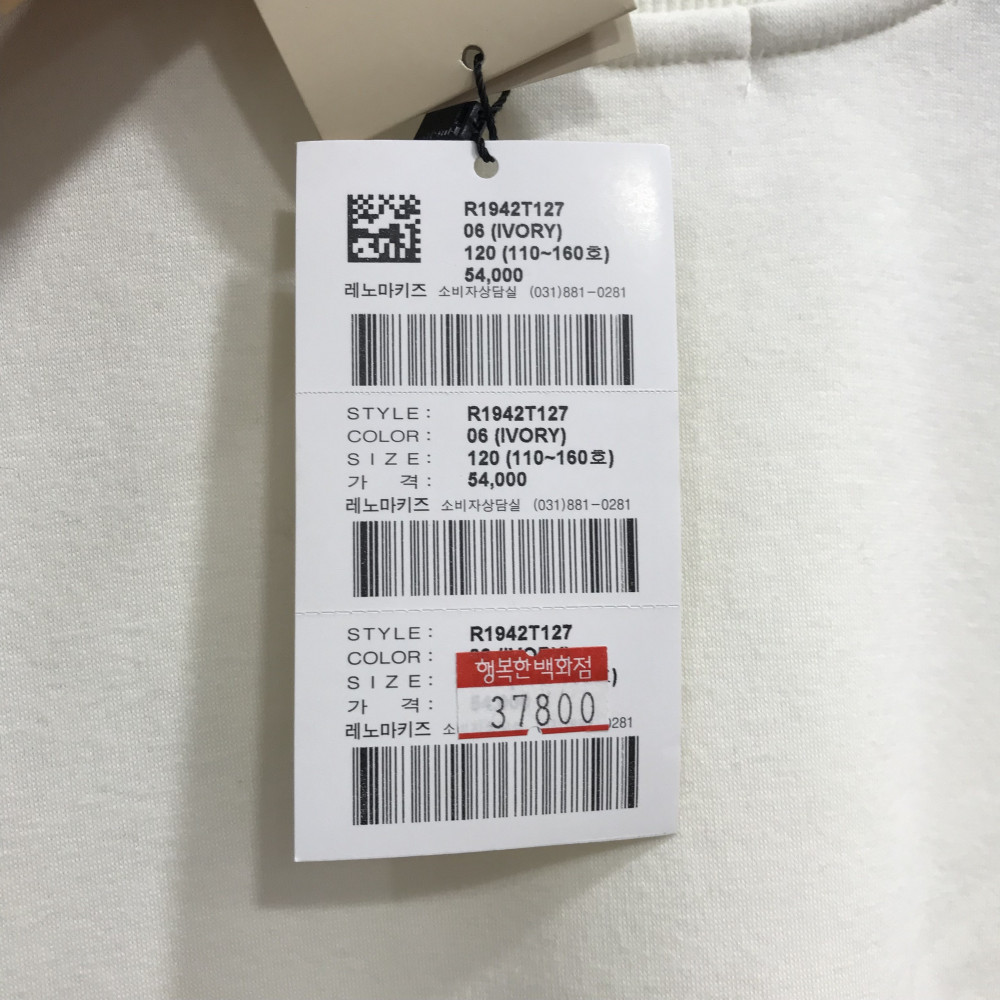 R1942T127
06 (IVORY)
120 (110~160호)
54,000
레노마키즈 소비자상담실 (031)881-0281
STYLE : R1942T127
COLOR : 06 (IVORY)
SIZE : 120 (110~160호)
가 격 : 54,000
레노마키즈 소비자상담실 (031)881-0281
STYLE : R1942T127
COLOR :
행복한백화점
SIZE : )
가 격 : 37800
레노마키즈 소 )281